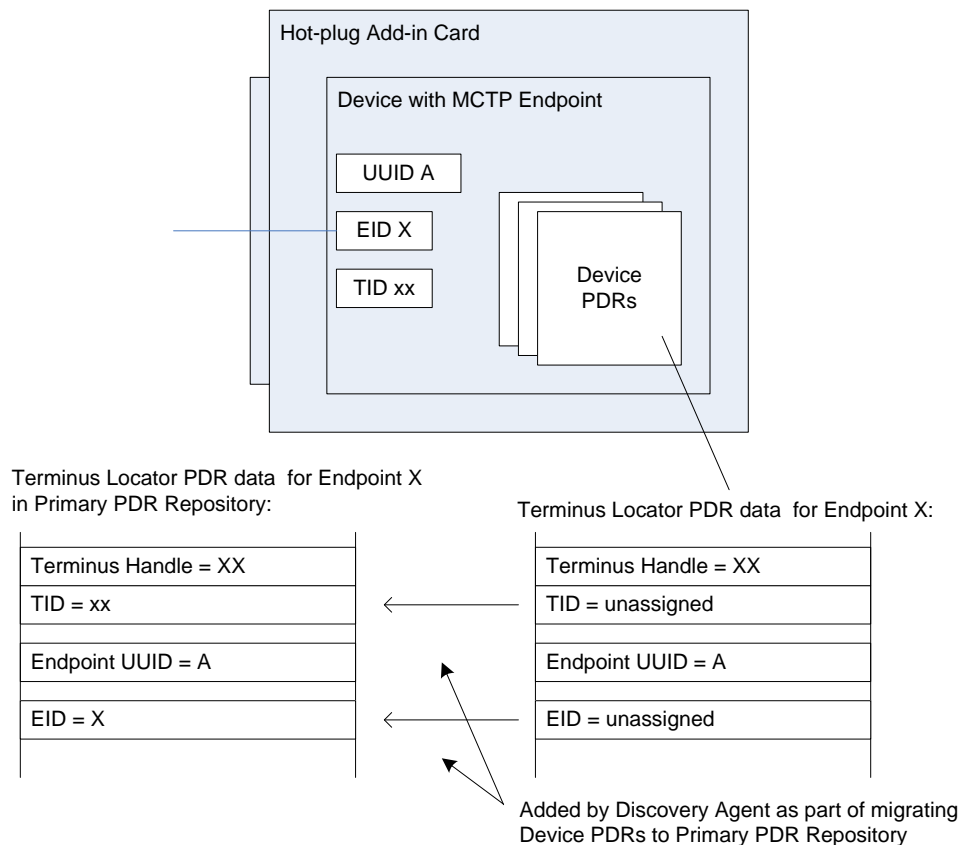 Hot-plug Add-in Card
Device with MCTP Endpoint
UUID A
EID X
TID xx
Device
PDRs
Terminus Locator PDR data for Endpoint X
in Primary PDR Repository:
Terminus Handle = XX
TID = xx
Endpoint UUID = A
EID = X
Terminus Locator PDR data for Endpoint X:
Terminus Handle = XX
TID = unassigned
Endpoint UUID = A
EID = unassigned
Added by Discovery Agent as part of migrating
Device PDRs to Primary PDR Repository